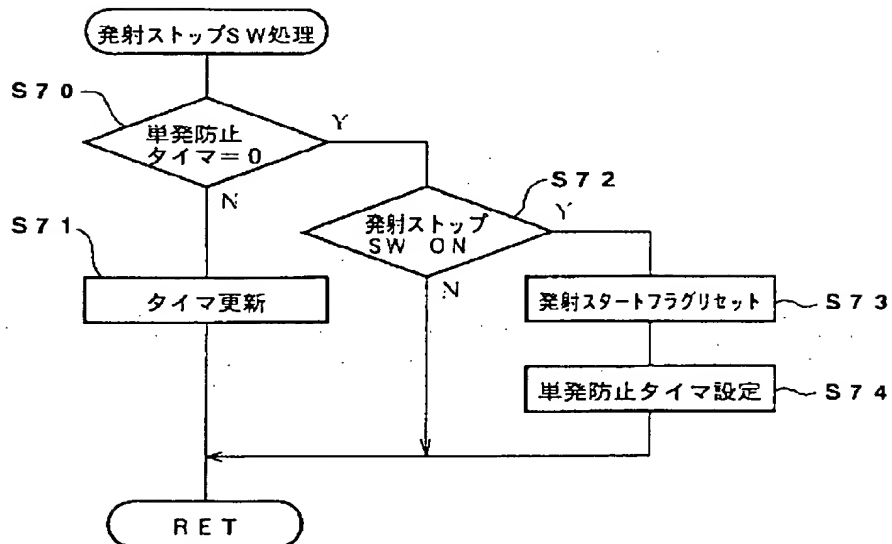 発射ストップSW処理
S70
単発防止
タイマ=0
Y
N
S71
タイマ更新
S72
発射ストップ
SW ON
Y
N
発射スタートフラグリセット
S73
単発防止タイマ設定
S74
RET